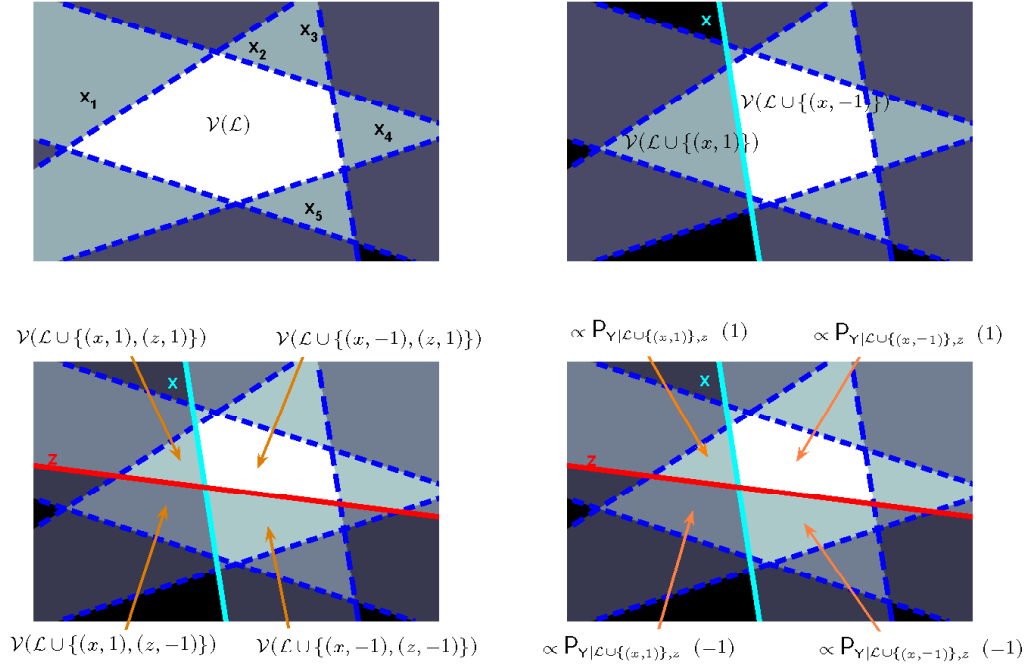 x₁
x₂
x₃
𝒱(ℒ)
x₄
x₅
x
𝒱(ℒ ∪ {(x, −1)})
𝒱(ℒ ∪ {(x, 1)})
𝒱(ℒ ∪ {(x, 1), (z, 1)})
𝒱(ℒ ∪ {(x, −1), (z, 1)})
x
z
𝒱(ℒ ∪ {(x, 1), (z, −1)})
𝒱(ℒ ∪ {(x, −1), (z, −1)})
∝ P_{Y|ℒ∪{(x,1)},z} (1)
∝ P_{Y|ℒ∪{(x,−1)},z} (1)
x
z
∝ P_{Y|ℒ∪{(x,1)},z} (−1)
∝ P_{Y|ℒ∪{(x,−1)},z} (−1)